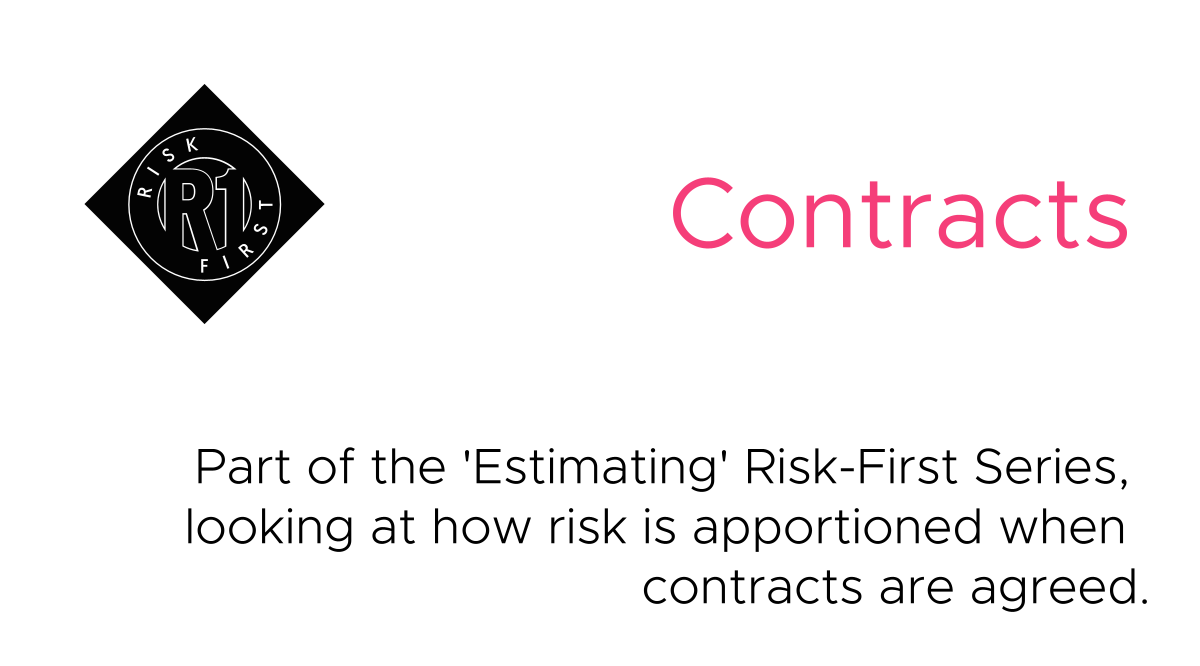 RISK
R1
FIRST
Contracts
Part of the 'Estimating' Risk-First Series,
looking at how risk is apportioned when
contracts are agreed.